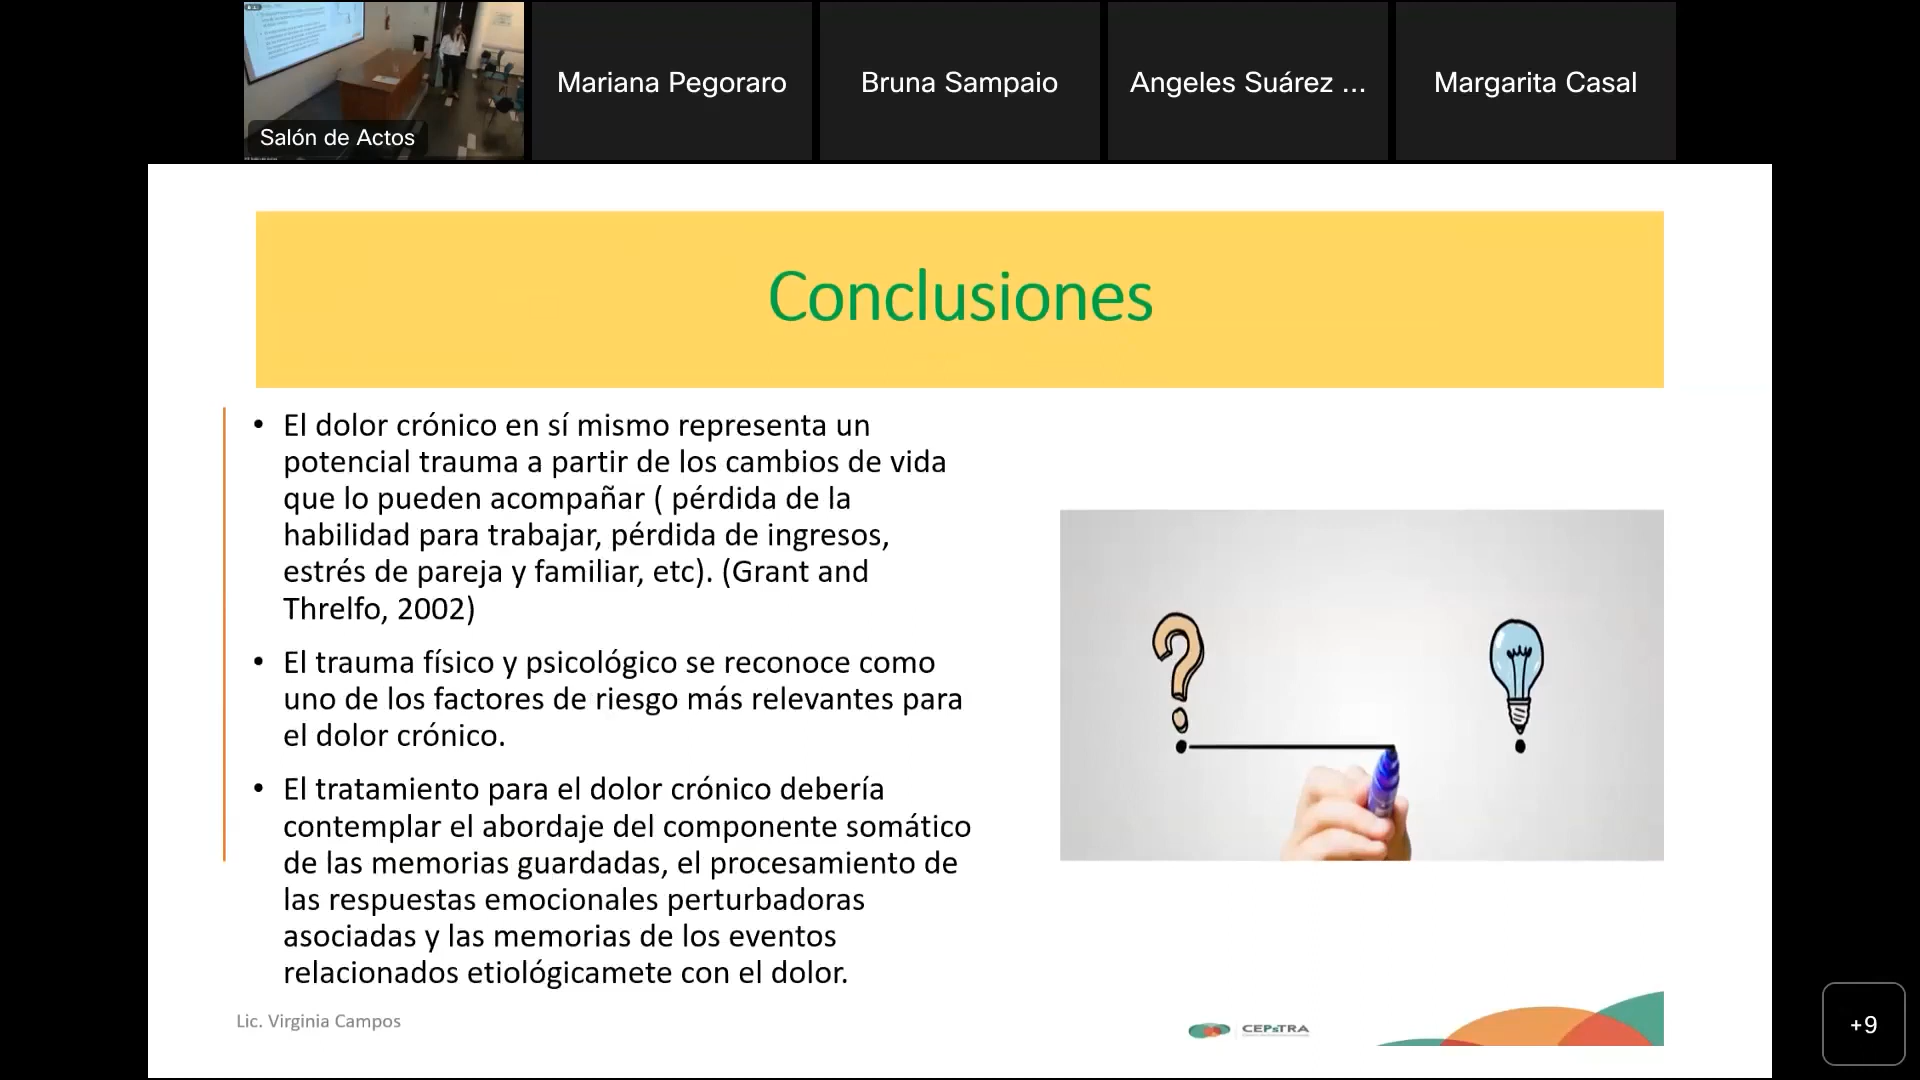 Salón de Actos
Mariana Pegoraro
Bruna Sampaio
Angeles Suárez ...
Margarita Casal
Conclusiones
• El dolor crónico en sí mismo representa un
potencial trauma a partir de los cambios de vida
que lo pueden acompañar ( pérdida de la
habilidad para trabajar, pérdida de ingresos,
estrés de pareja y familiar, etc). (Grant and
Threlfo, 2002)
• El trauma físico y psicológico se reconoce como
uno de los factores de riesgo más relevantes para
el dolor crónico.
• El tratamiento para el dolor crónico debería
contemplar el abordaje del componente somático
de las memorias guardadas, el procesamiento de
las respuestas emocionales perturbadoras
asociadas y las memorias de los eventos
relacionados etiológicamete con el dolor.
Lic. Virginia Campos
CEPsTRA
+9